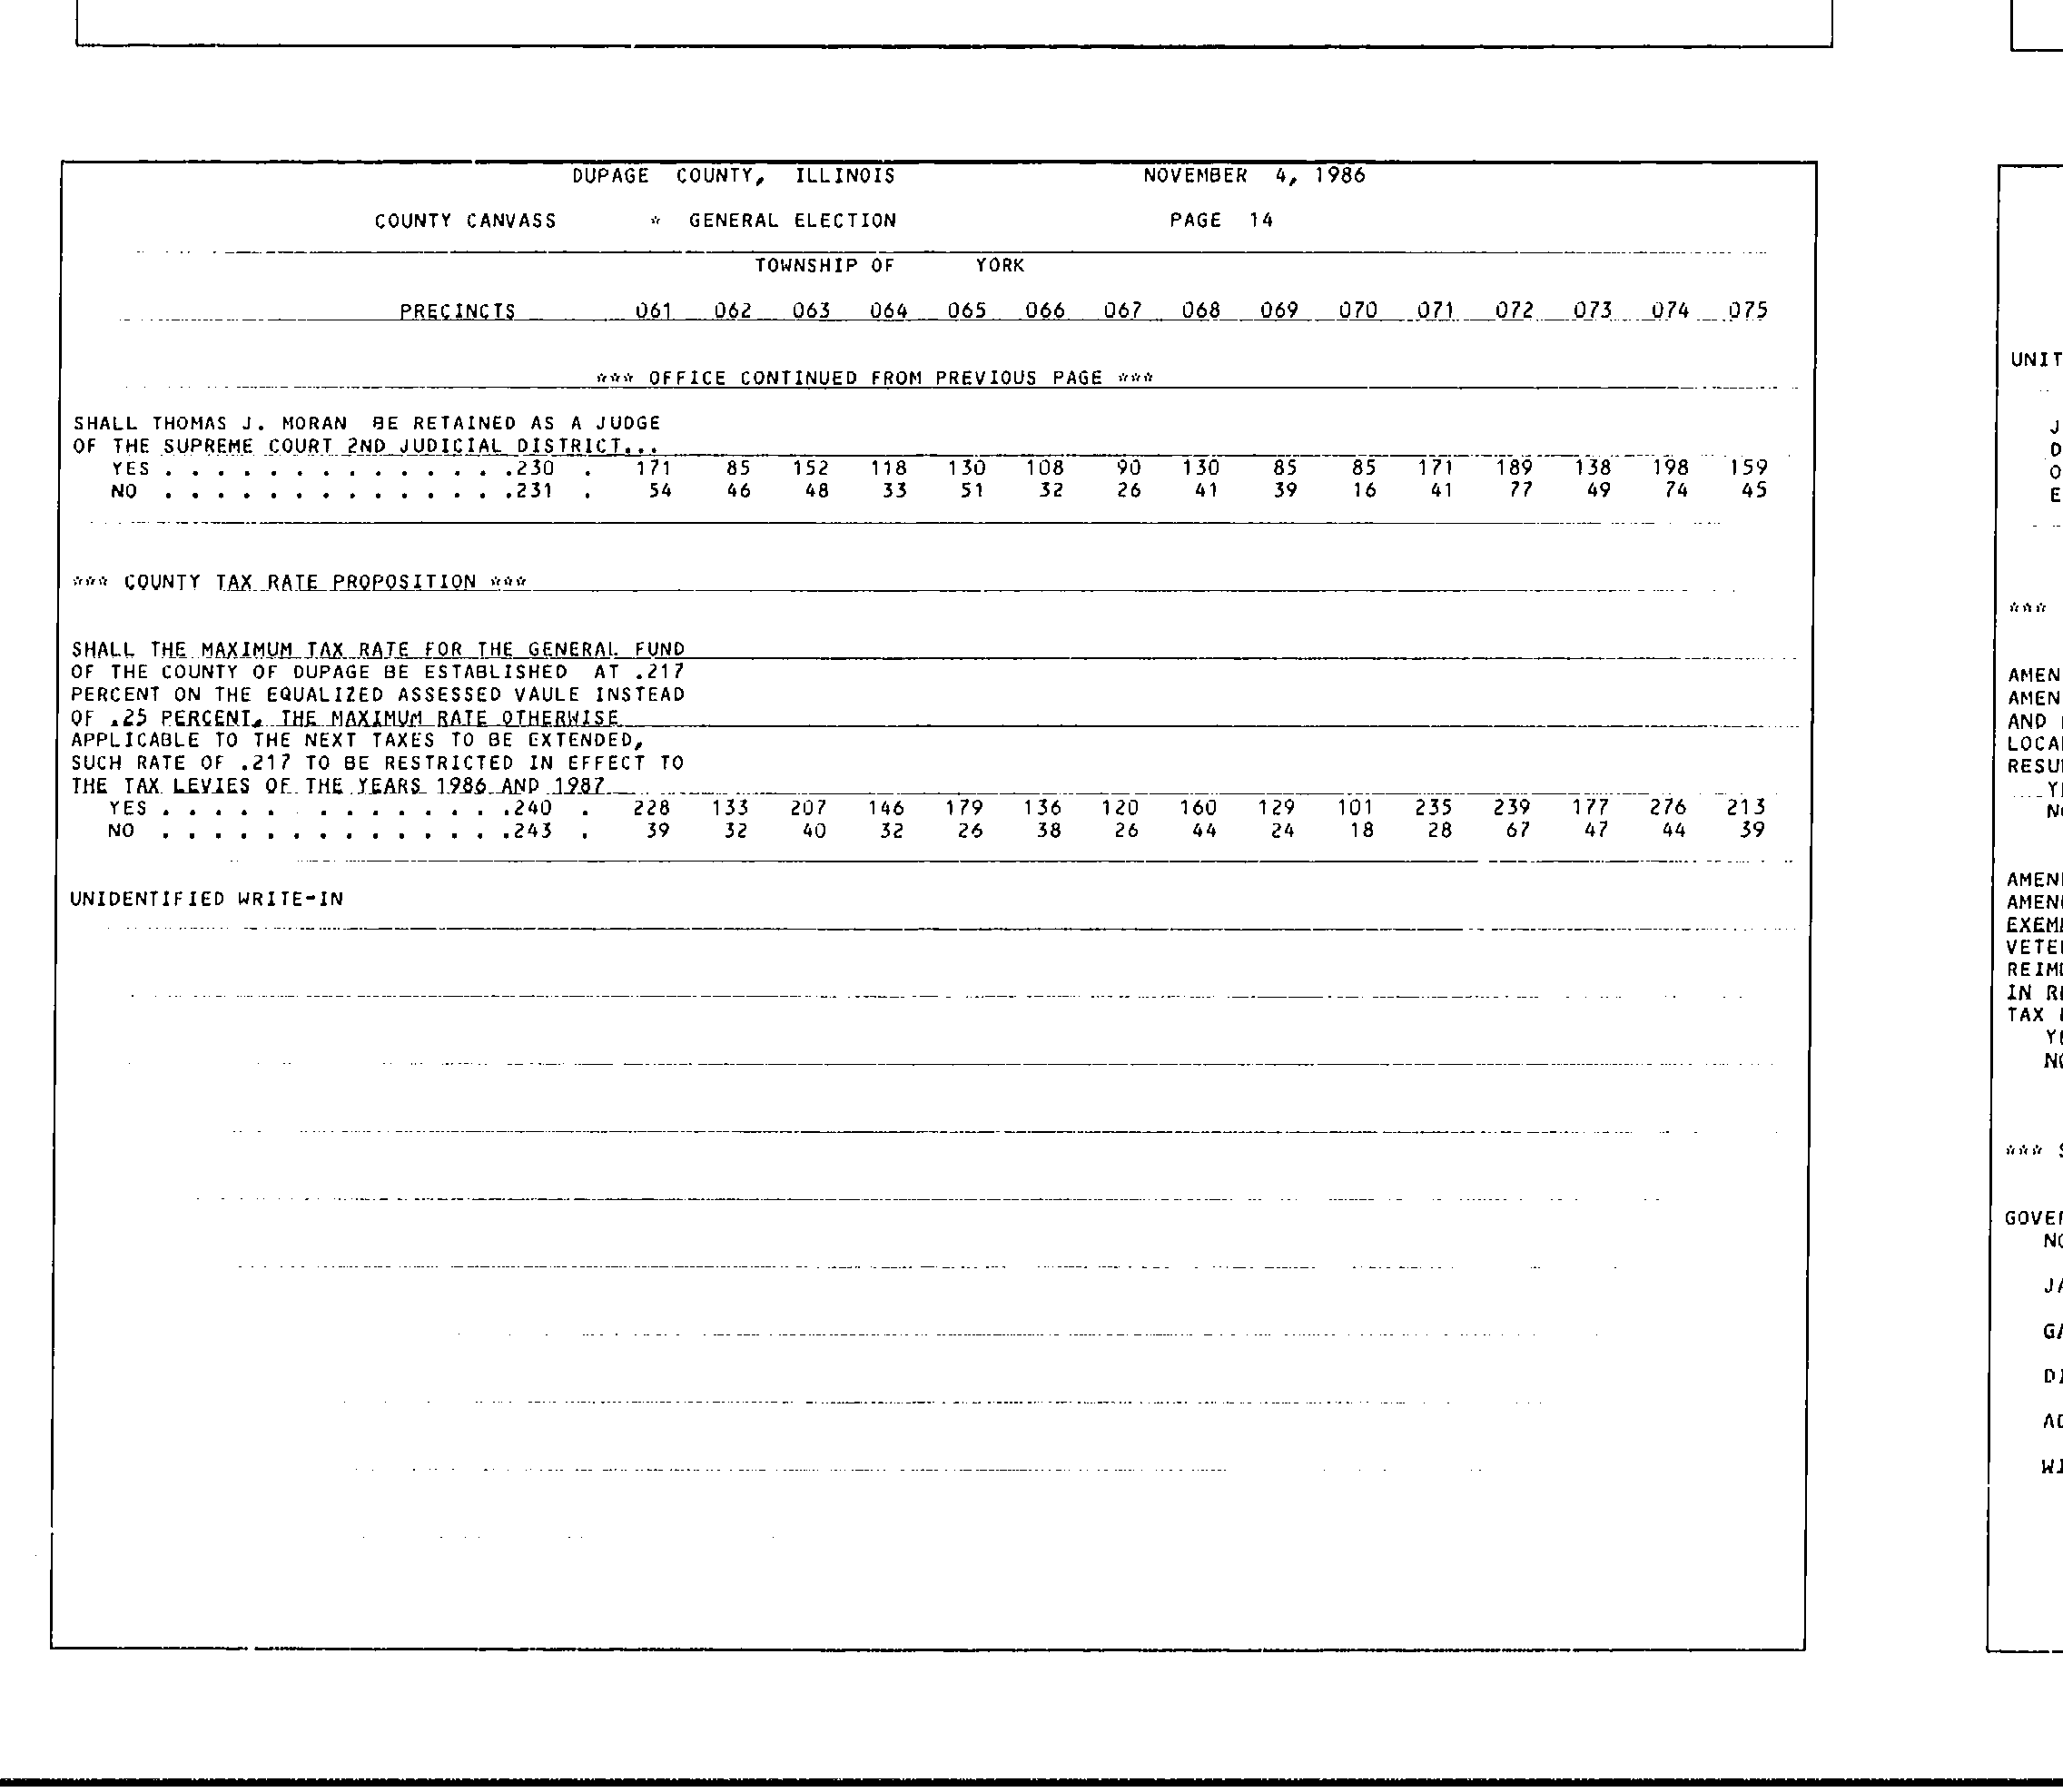 DUPAGE COUNTY, ILLINOIS NOVEMBER 4, 1986
COUNTY CANVASS * GENERAL ELECTION PAGE 14
TOWNSHIP OF YORK
PRECINCTS 061 062 063 064 065 066 067 068 069 070 071 072 073 074 075
*** OFFICE CONTINUED FROM PREVIOUS PAGE ***
SHALL THOMAS J. MORAN BE RETAINED AS A JUDGE
OF THE SUPREME COURT 2ND JUDICIAL DISTRICT...
YES . . . . . . . . . . . . . .230 . 171 85 152 118 130 108 90 130 85 85 171 189 138 198 159
NO . . . . . . . . . . . . . .231 . 54 46 48 33 51 32 26 41 39 16 41 77 49 74 45
*** COUNTY TAX RATE PROPOSITION ***
SHALL THE MAXIMUM TAX RATE FOR THE GENERAL FUND
OF THE COUNTY OF DUPAGE BE ESTABLISHED AT .217
PERCENT ON THE EQUALIZED ASSESSED VAULE INSTEAD
OF .25 PERCENT, THE MAXIMUM RATE OTHERWISE
APPLICABLE TO THE NEXT TAXES TO BE EXTENDED,
SUCH RATE OF .217 TO BE RESTRICTED IN EFFECT TO
THE TAX LEVIES OF THE YEARS 1986 AND 1987
YES . . . . . . . . . . . . . .240 . 228 133 207 146 179 136 120 160 129 101 235 239 177 276 213
NO . . . . . . . . . . . . . .243 . 39 32 40 32 26 38 26 44 24 18 28 67 47 44 39
UNIDENTIFIED WRITE-IN
UNIT
J
D
O
E
***
AMEN
AMEN
AND
LOCA
RESU
Y
N
AMEN
AMEN
EXEM
VETE
REIM
IN R
TAX
Y
N
*** S
GOVE
N
J
G
D
A
W